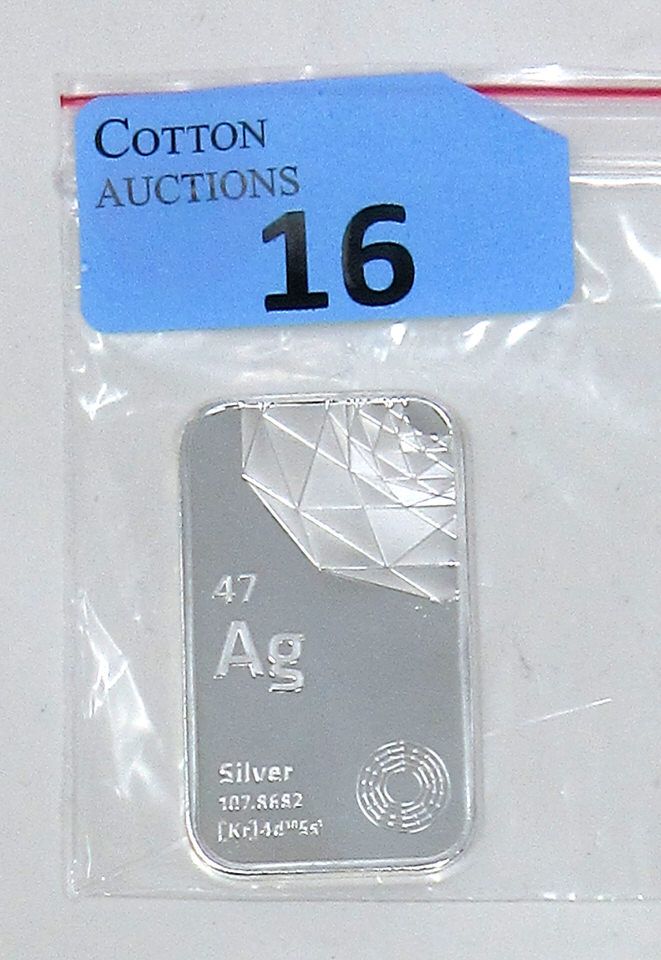 COTTON
AUCTIONS
16
47
Ag
Silver
107.8682
[Kr]4d¹⁰5s¹